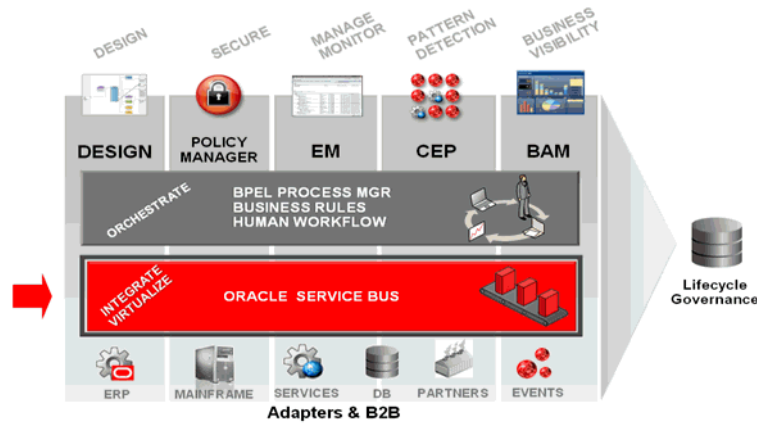 DESIGN
SECURE
MANAGE
MONITOR
PATTERN
DETECTION
BUSINESS
VISIBILITY
DESIGN
POLICY
MANAGER
EM
CEP
BAM
ORCHESTRATE
BPEL PROCESS MGR
BUSINESS RULES
HUMAN WORKFLOW
INTEGRATE
VIRTUALIZE
ORACLE SERVICE BUS
Lifecycle
Governance
ERP
MAINFRAME
SERVICES
DB
PARTNERS
EVENTS
Adapters & B2B